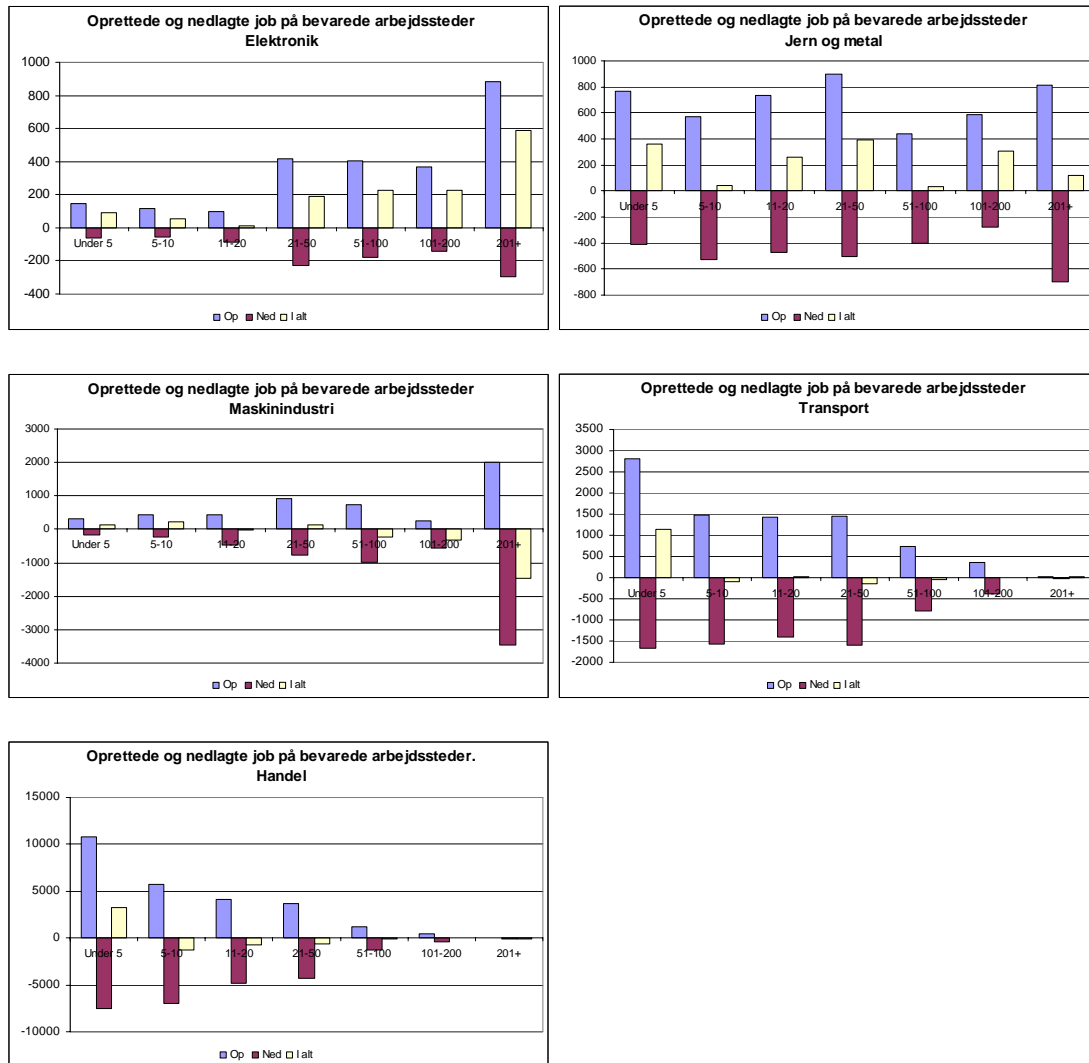 Oprettede og nedlagte job på bevarede arbejdssteder
Elektronik
1000
800
600
400
200
0
-200
-400
Under 5 5-10 11-20 21-50 51-100 101-200 201+
Op Ned I alt
Oprettede og nedlagte job på bevarede arbejdssteder
Jern og metal
1000
800
600
400
200
0
-200
-400
-600
-800
Under 5 5-10 11-20 21-50 51-100 101-200 201+
Op Ned I alt
Oprettede og nedlagte job på bevarede arbejdssteder
Maskinindustri
3000
2000
1000
0
-1000
-2000
-3000
-4000
Under 5 5-10 11-20 21-50 51-100 101-200 201+
Op Ned I alt
Oprettede og nedlagte job på bevarede arbejdssteder
Transport
3500
3000
2500
2000
1500
1000
500
0
-500
-1000
-1500
-2000
Under 5 5-10 11-20 21-50 51-100 101-200 201+
Op Ned I alt
Oprettede og nedlagte job på bevarede arbejdssteder.
Handel
15000
10000
5000
0
-5000
-10000
Under 5 5-10 11-20 21-50 51-100 101-200 201+
Op Ned I alt